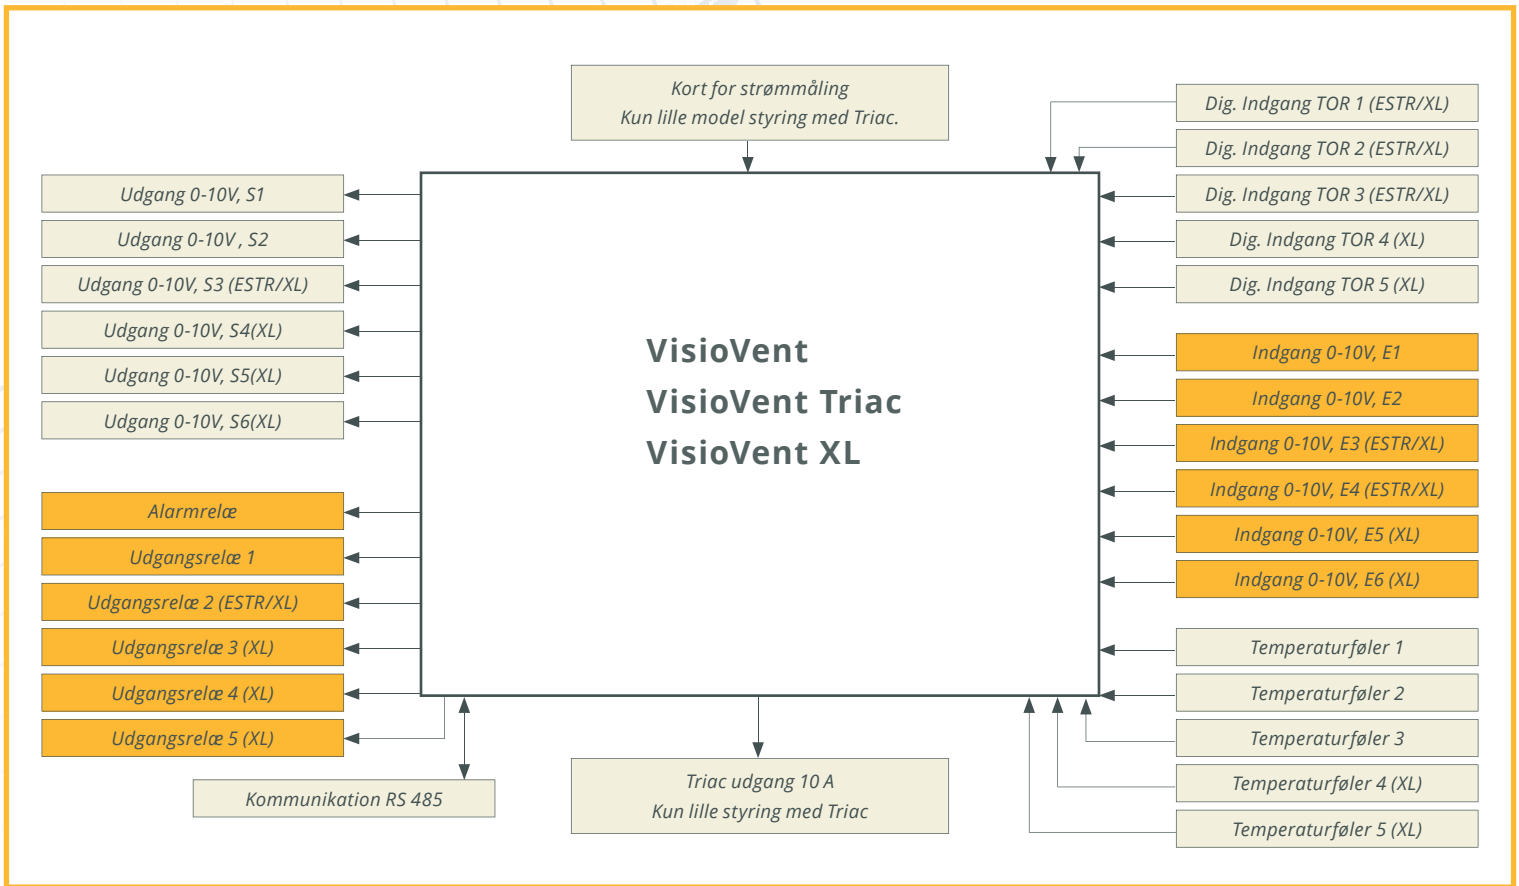 Kort for strømmåling
Kun lille model styring med Triac.
Udgang 0-10V, S1
Udgang 0-10V , S2
Udgang 0-10V, S3 (ESTR/XL)
Udgang 0-10V, S4(XL)
Udgang 0-10V, S5(XL)
Udgang 0-10V, S6(XL)
Alarmrelæ
Udgangsrelæ 1
Udgangsrelæ 2 (ESTR/XL)
Udgangsrelæ 3 (XL)
Udgangsrelæ 4 (XL)
Udgangsrelæ 5 (XL)
Kommunikation RS 485
VisioVent
VisioVent Triac
VisioVent XL
Triac udgang 10 A
Kun lille styring med Triac
Dig. Indgang TOR 1 (ESTR/XL)
Dig. Indgang TOR 2 (ESTR/XL)
Dig. Indgang TOR 3 (ESTR/XL)
Dig. Indgang TOR 4 (XL)
Dig. Indgang TOR 5 (XL)
Indgang 0-10V, E1
Indgang 0-10V, E2
Indgang 0-10V, E3 (ESTR/XL)
Indgang 0-10V, E4 (ESTR/XL)
Indgang 0-10V, E5 (XL)
Indgang 0-10V, E6 (XL)
Temperaturføler 1
Temperaturføler 2
Temperaturføler 3
Temperaturføler 4 (XL)
Temperaturføler 5 (XL)